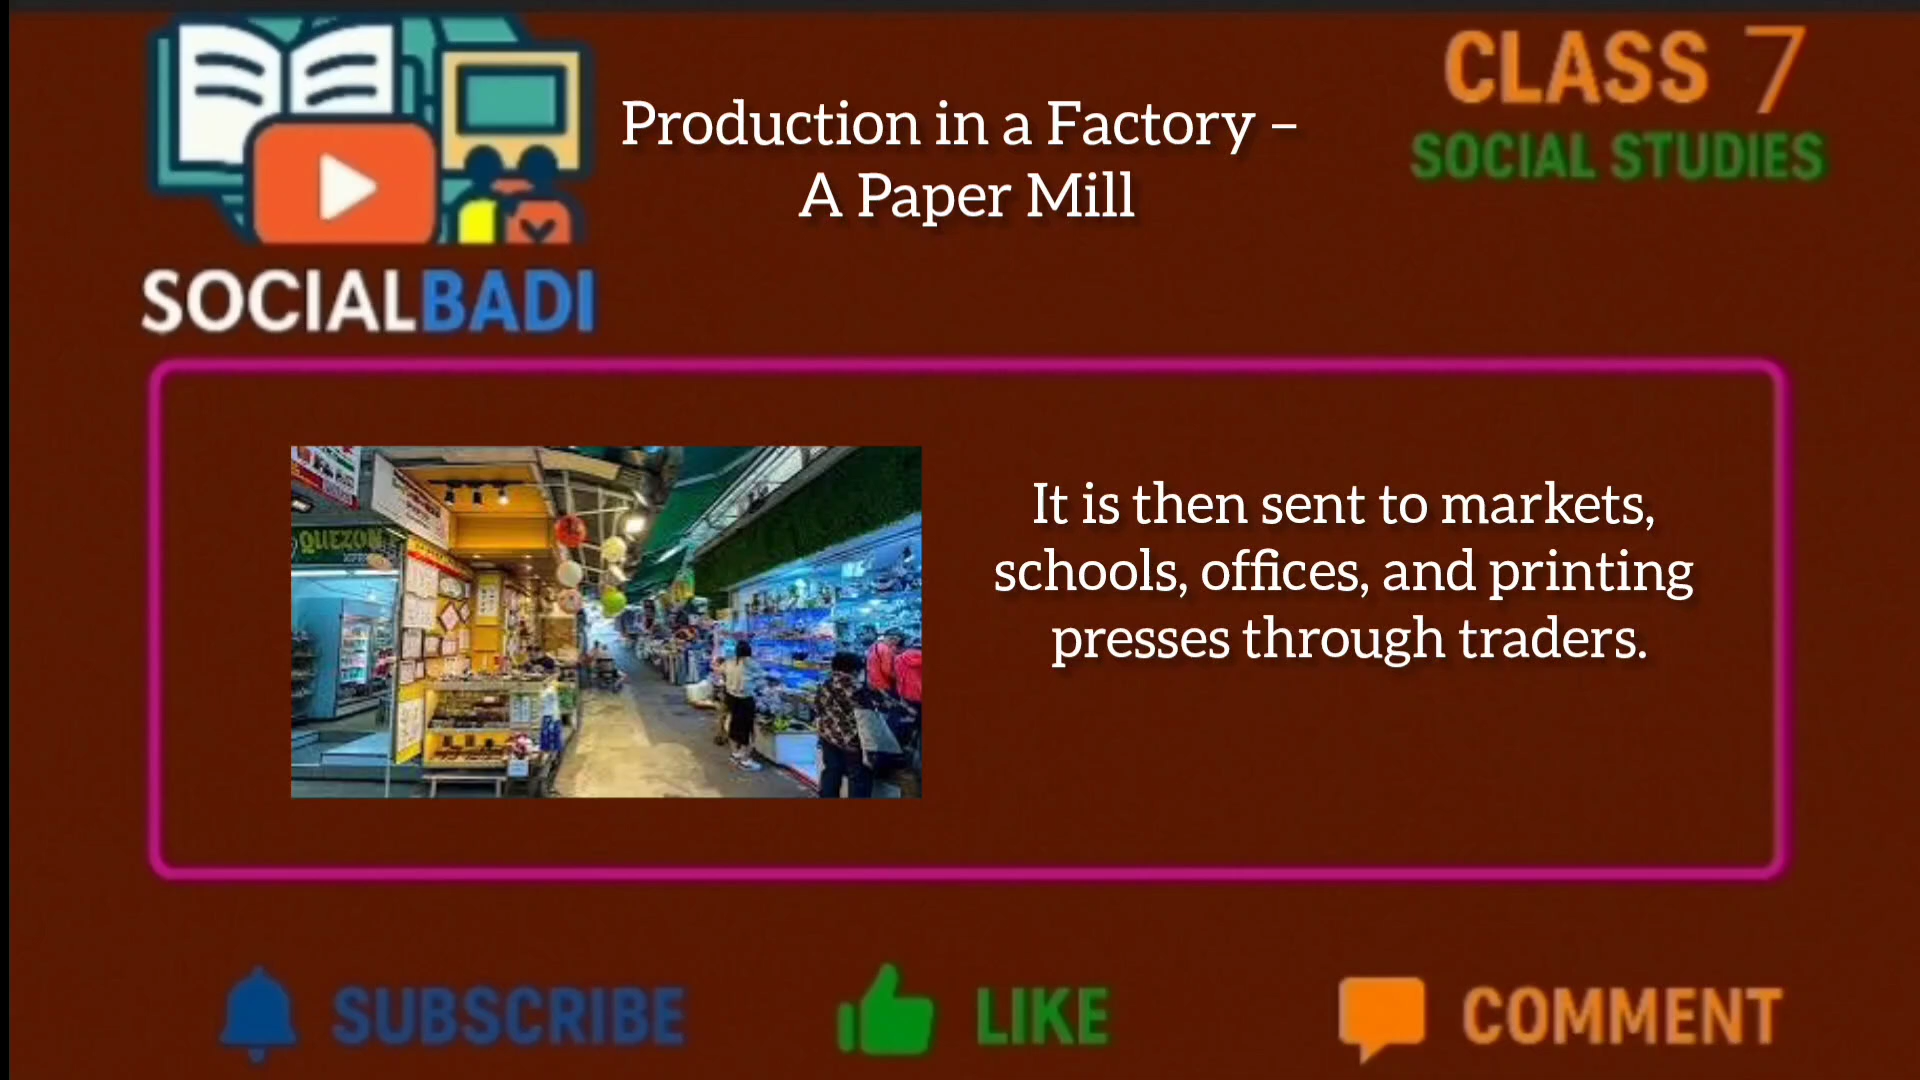 CLASS 7
SOCIAL STUDIES
Production in a Factory –
A Paper Mill
SOCIALBADI
QUEZON
It is then sent to markets,
schools, offices, and printing
presses through traders.
SUBSCRIBE
LIKE
COMMENT